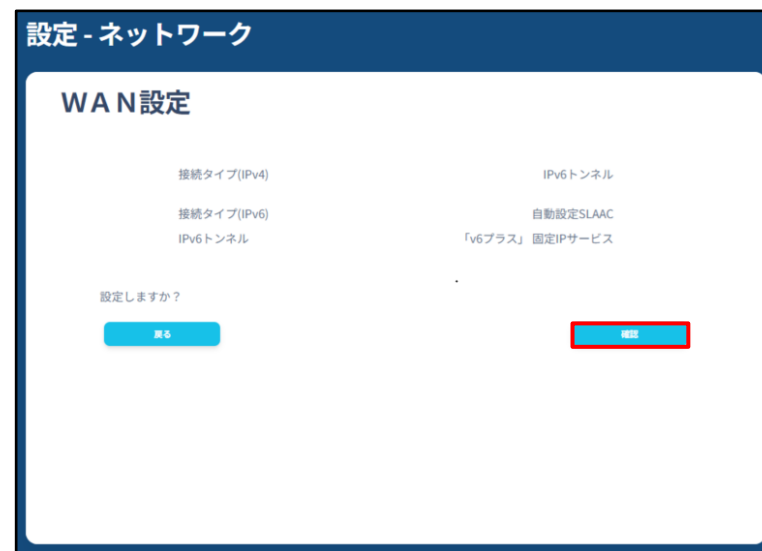 設定 - ネットワーク
ＷＡＮ設定
接続タイプ(IPv4) IPv6トンネル
接続タイプ(IPv6) 自動設定SLAAC
IPv6トンネル 「v6プラス」 固定IPサービス
設定しますか？
戻る 確認